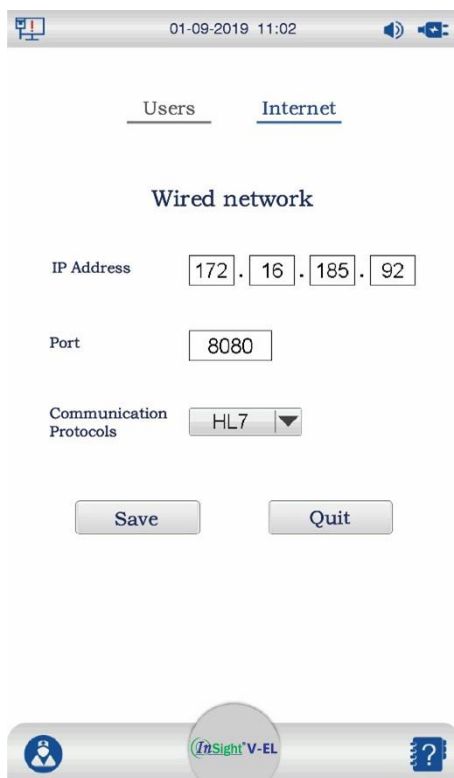 01-09-2019 11:02
Users Internet
Wired network
IP Address 172 . 16 . 185 . 92
Port 8080
Communication
Protocols HL7
Save Quit
InSight V-EL
?